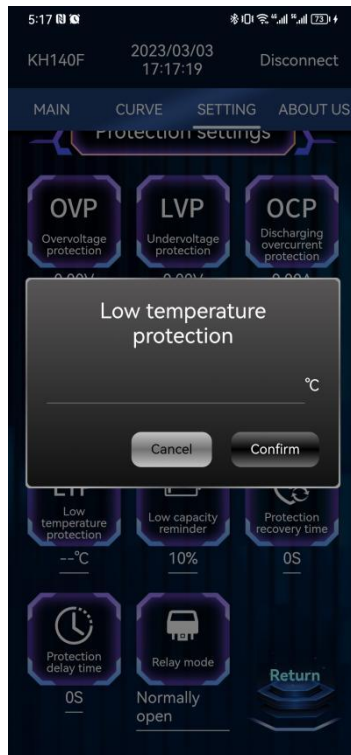 5:17
73
KH140F
2023/03/03
17:17:19
Disconnect
MAIN CURVE SETTING ABOUT US
Protection settings
OVP
Overvoltage
protection
LVP
Undervoltage
protection
OCP
Discharging
overcurrent
protection
Low temperature
protection
°C
Cancel Confirm
Low
temperature
protection
--°C
Low capacity
reminder
10%
Protection
recovery time
0S
Protection
delay time
0S
Relay mode
Normally
open
Return